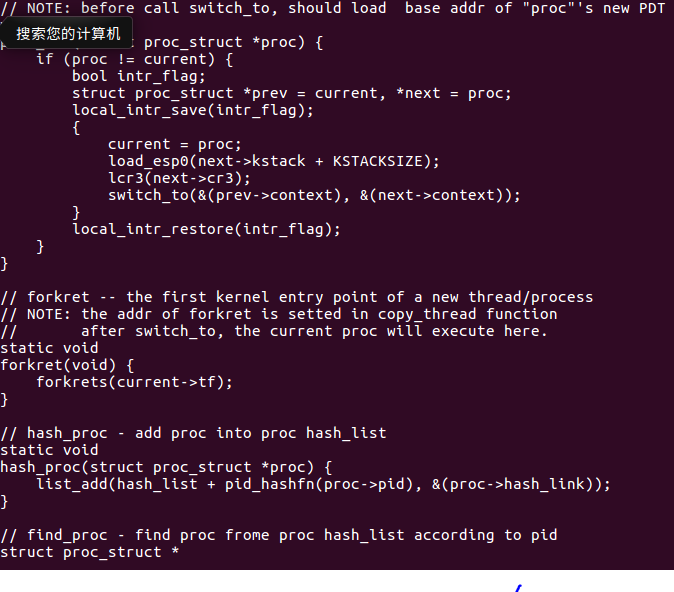 // NOTE: before call switch_to, should load  base addr of "proc"'s new PDT
搜索您的计算机
proc_struct *proc) {
    if (proc != current) {
        bool intr_flag;
        struct proc_struct *prev = current, *next = proc;
        local_intr_save(intr_flag);
        {
            current = proc;
            load_esp0(next->kstack + KSTACKSIZE);
            lcr3(next->cr3);
            switch_to(&(prev->context), &(next->context));
        }
        local_intr_restore(intr_flag);
    }
}

// forkret -- the first kernel entry point of a new thread/process
// NOTE: the addr of forkret is setted in copy_thread function
//       after switch_to, the current proc will execute here.
static void
forkret(void) {
    forkrets(current->tf);
}

// hash_proc - add proc into proc hash_list
static void
hash_proc(struct proc_struct *proc) {
    list_add(hash_list + pid_hashfn(proc->pid), &(proc->hash_link));
}

// find_proc - find proc frome proc hash_list according to pid
struct proc_struct *